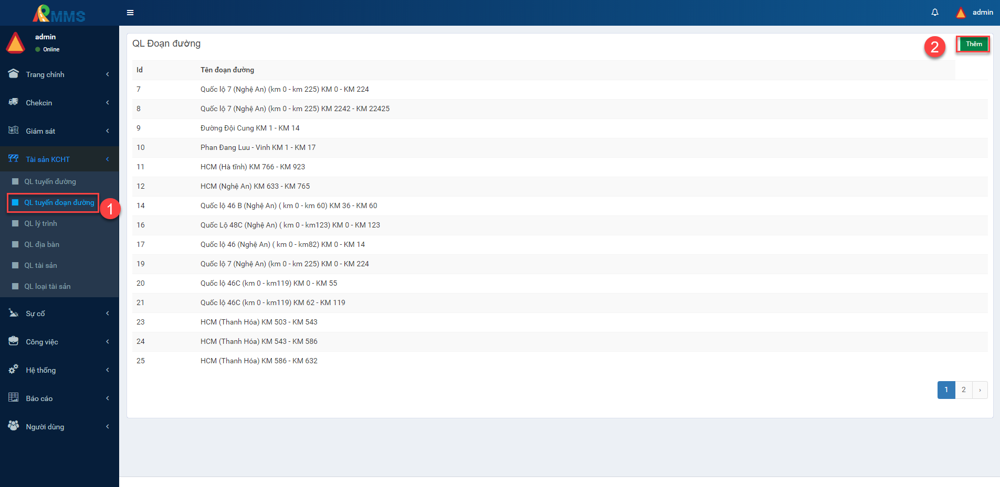 RMMS
admin
admin
Online
Trang chính
Chekcin
Giám sát
Tài sản KCHT
QL tuyến đường
QL tuyến đoạn đường
1
QL lý trình
QL địa bàn
QL tài sản
QL loại tài sản
Sự cố
Công việc
Hệ thống
Báo cáo
Người dùng
QL Đoạn đường
2
Thêm
Id Tên đoạn đường
7 Quốc lộ 7 (Nghệ An) (km 0 - km 225) KM 0 - KM 224
8 Quốc lộ 7 (Nghệ An) (km 0 - km 225) KM 2242 - KM 22425
9 Đường Đội Cung KM 1 - KM 14
10 Phan Đang Luu - Vinh KM 1 - KM 17
11 HCM (Hà tĩnh) KM 766 - KM 923
12 HCM (Nghệ An) KM 633 - KM 765
14 Quốc lộ 46 B (Nghệ An) ( km 0 - km 60) KM 36 - KM 60
16 Quốc Lộ 48C (Nghệ An) ( km 0 - km123) KM 0 - KM 123
17 Quốc lộ 46 (Nghệ An) ( km 0 - km82) KM 0 - KM 14
19 Quốc lộ 7 (Nghệ An) (km 0 - km 225) KM 0 - KM 224
20 Quốc lộ 46C (km 0 - km119) KM 0 - KM 55
21 Quốc lộ 46C (km 0 - km119) KM 62 - KM 119
23 HCM (Thanh Hóa) KM 503 - KM 543
24 HCM (Thanh Hóa) KM 543 - KM 586
25 HCM (Thanh Hóa) KM 586 - KM 632
1 2 ›